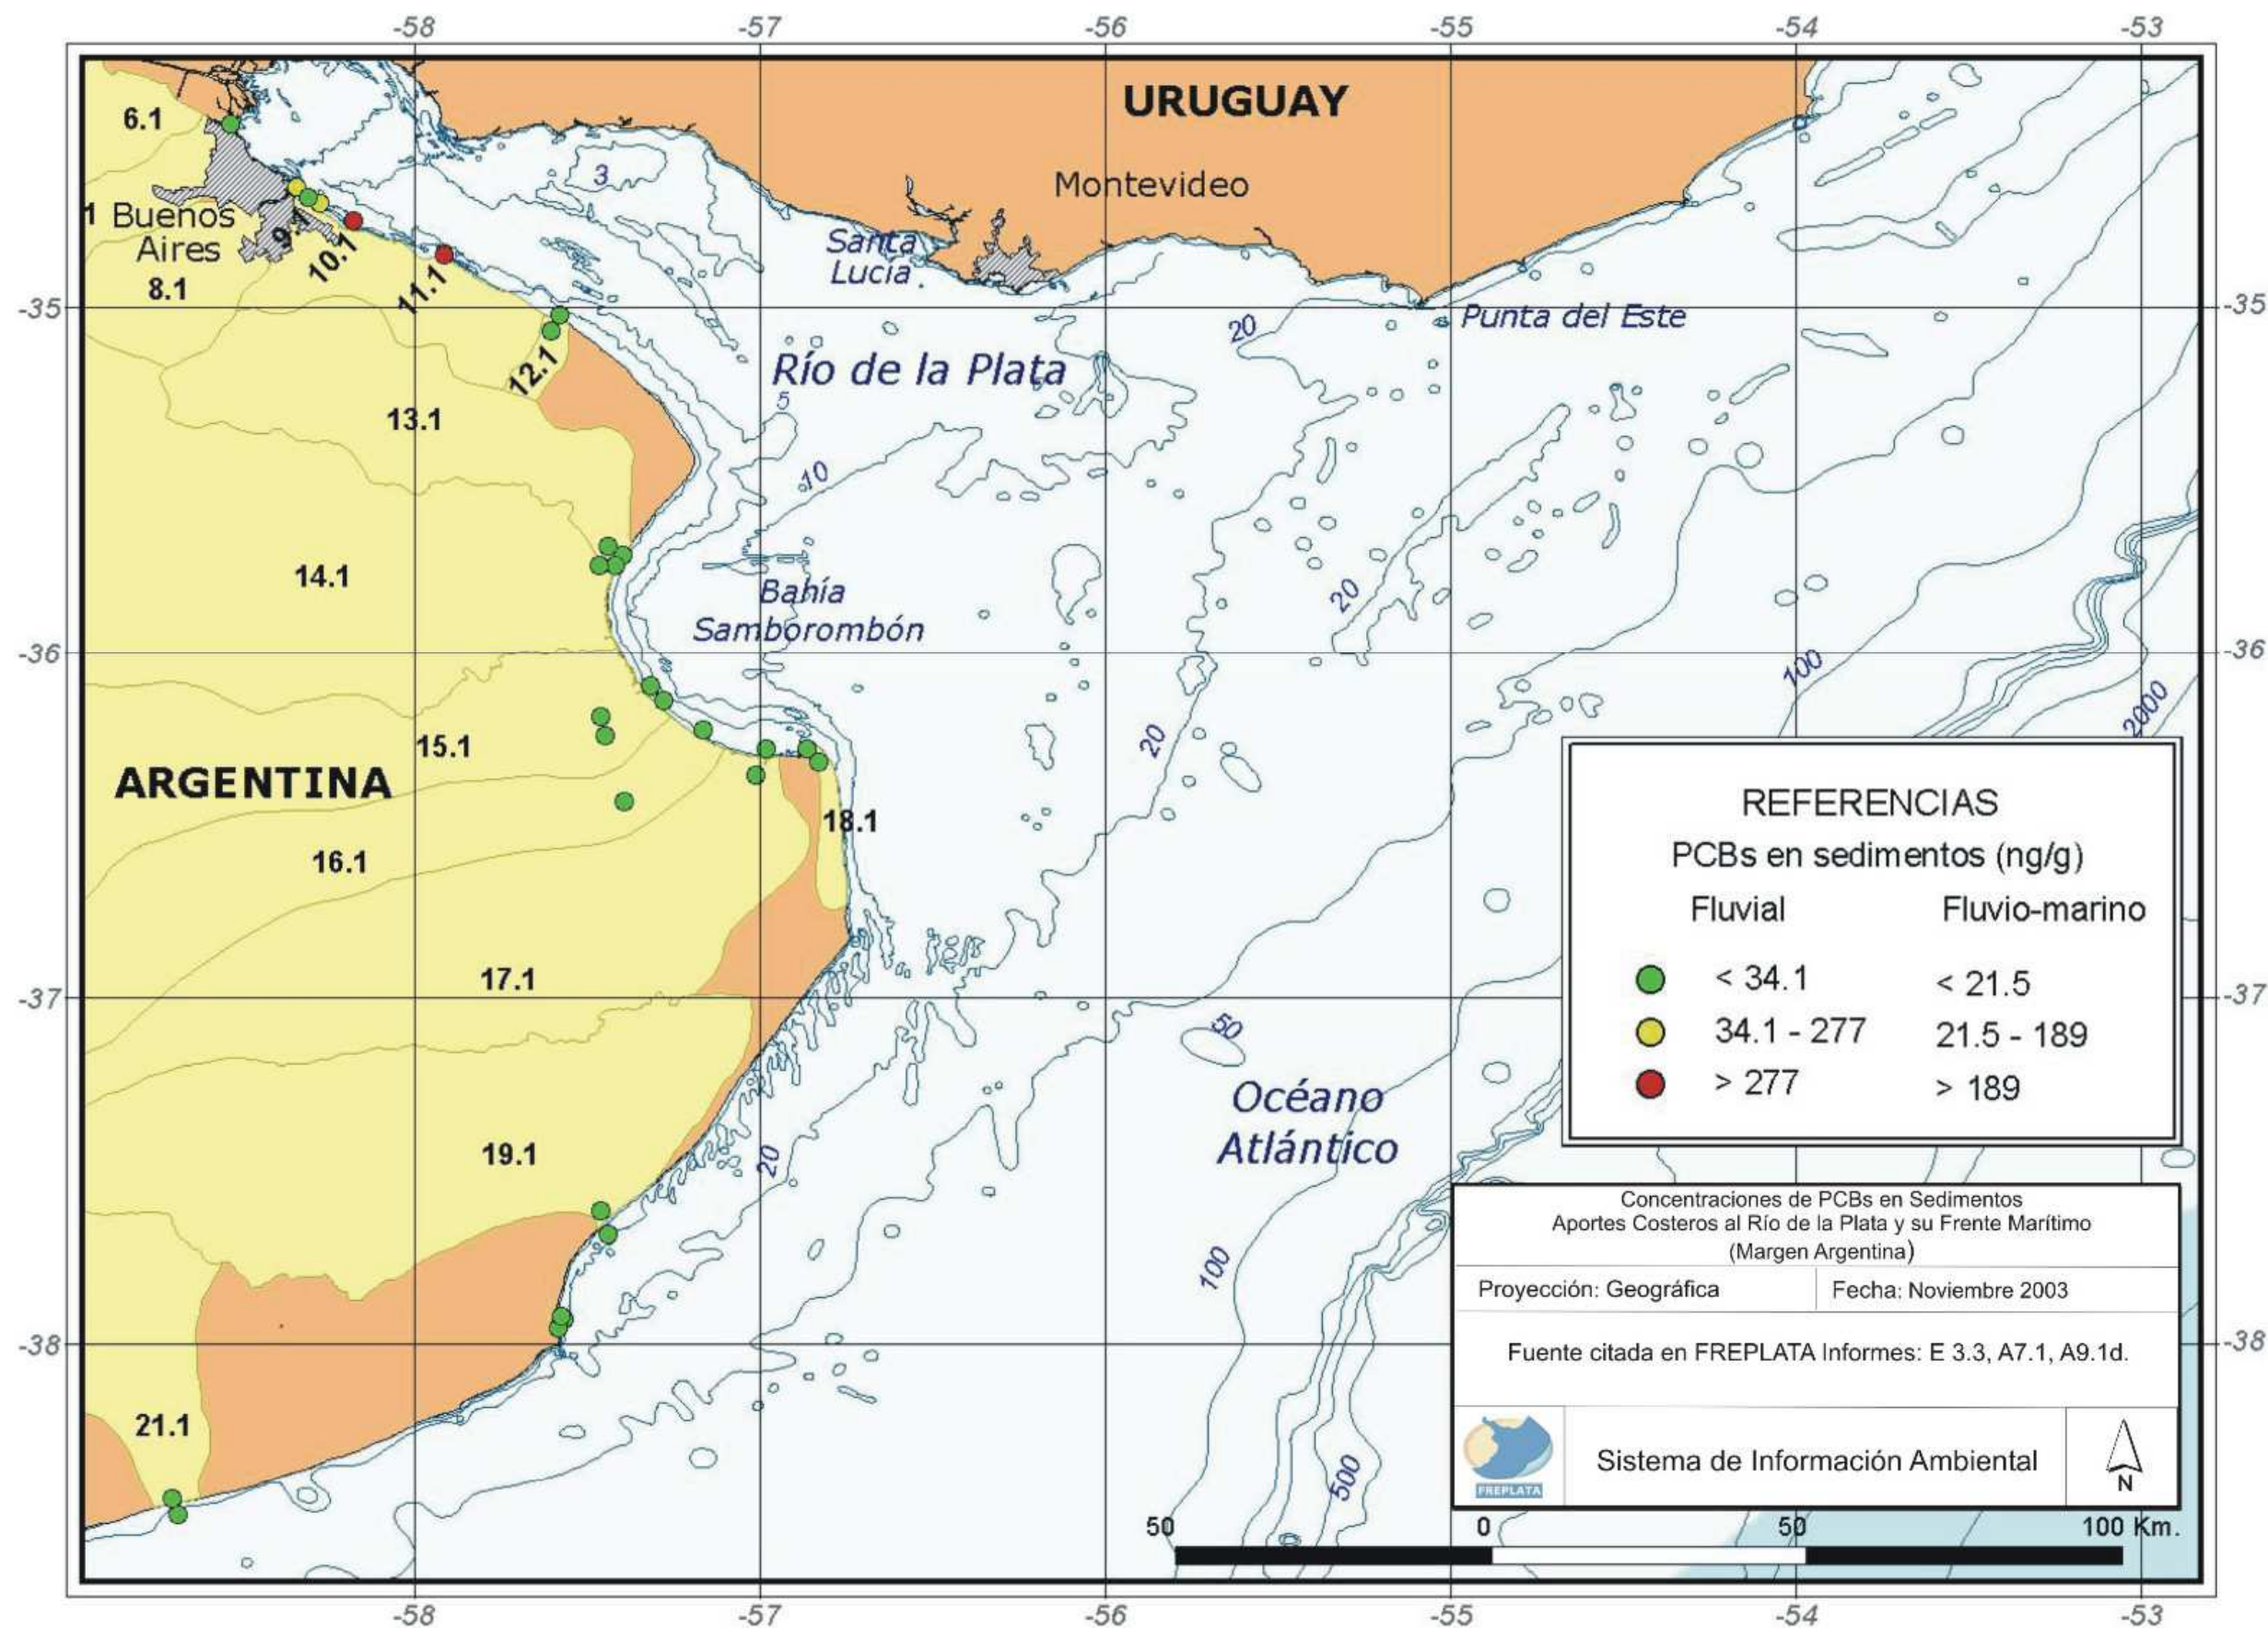 -58 -57 -56 -55 -54 -53
URUGUAY
6.1
3
Montevideo
1 Buenos
Aires
Santa
Lucía
10.1
8.1
11.1
-35 -35
20
Punta del Este
12.1
Río de la Plata
5
13.1
10
14.1
Bahía
Samborombón
20
-36 -36
100
2000
20
15.1
ARGENTINA
18.1
16.1
17.1
-37 -37
50
Océano
Atlántico
19.1
20
100
-38 -38
21.1
500
REFERENCIAS
PCBs en sedimentos (ng/g)
Fluvial Fluvio-marino
< 34.1 < 21.5
34.1 - 277 21.5 - 189
> 277 > 189
Concentraciones de PCBs en Sedimentos
Aportes Costeros al Río de la Plata y su Frente Marítimo
(Margen Argentina)
Proyección: Geográfica Fecha: Noviembre 2003
Fuente citada en FREPLATA Informes: E 3.3, A7.1, A9.1d.
FREPLATA
Sistema de Información Ambiental
N
50 0 50 100 Km.
-58 -57 -56 -55 -54 -53